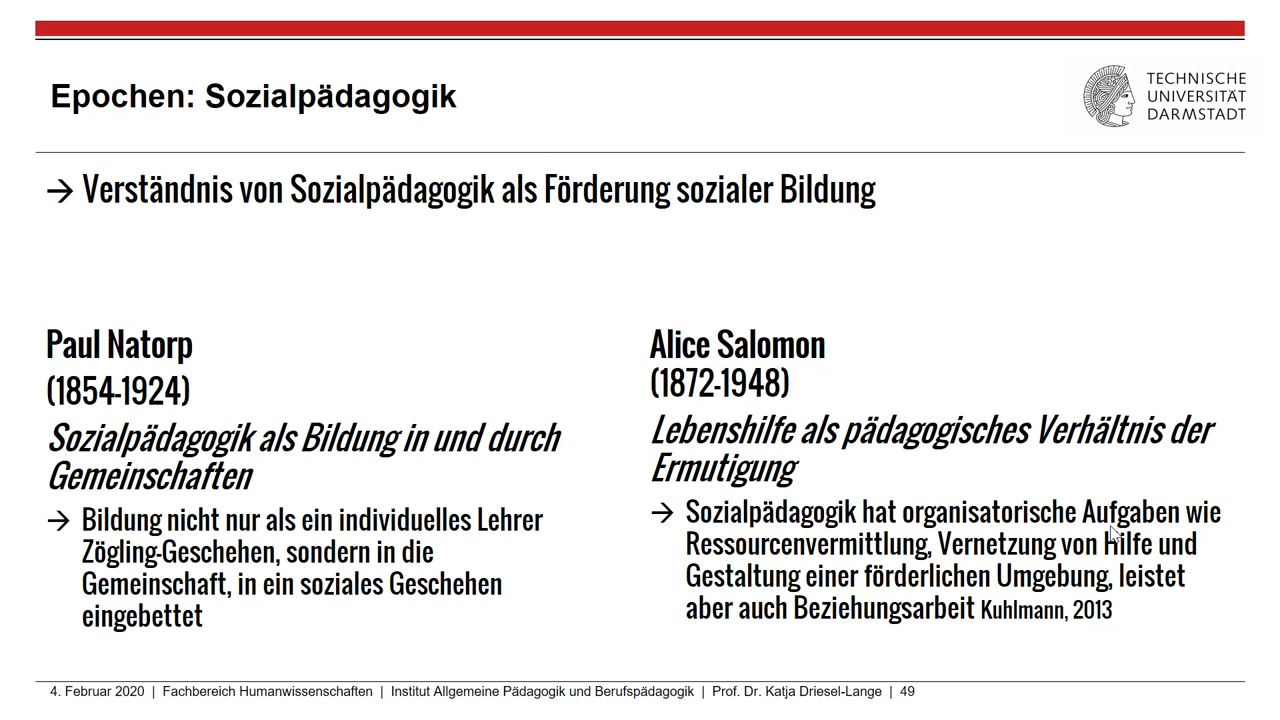 Epochen: Sozialpädagogik
TECHNISCHE
UNIVERSITÄT
DARMSTADT
→ Verständnis von Sozialpädagogik als Förderung sozialer Bildung
Paul Natorp
(1854-1924)
Sozialpädagogik als Bildung in und durch
Gemeinschaften
→ Bildung nicht nur als ein individuelles Lehrer
Zögling-Geschehen, sondern in die
Gemeinschaft, in ein soziales Geschehen
eingebettet
Alice Salomon
(1872-1948)
Lebenshilfe als pädagogisches Verhältnis der
Ermutigung
→ Sozialpädagogik hat organisatorische Aufgaben wie
Ressourcenvermittlung, Vernetzung von Hilfe und
Gestaltung einer förderlichen Umgebung, leistet
aber auch Beziehungsarbeit Kuhlmann, 2013
4. Februar 2020 | Fachbereich Humanwissenschaften | Institut Allgemeine Pädagogik und Berufspädagogik | Prof. Dr. Katja Driesel-Lange | 49